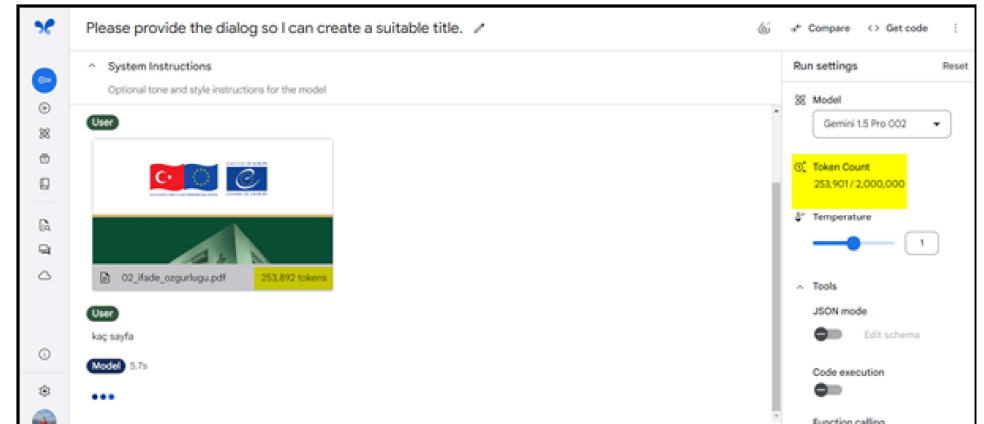 Please provide the dialog so I can create a suitable title.
Compare
Get code
System Instructions
Optional tone and style instructions for the model
User
02_ifade_ozgurlugu.pdf
253,892 tokens
User
kaç sayfa
Model 5.7s
Run settings
Reset
Model
Gemini 1.5 Pro 002
Token Count
253,901 / 2,000,000
Temperature
1
Tools
JSON mode
Edit schema
Code execution
Function calling